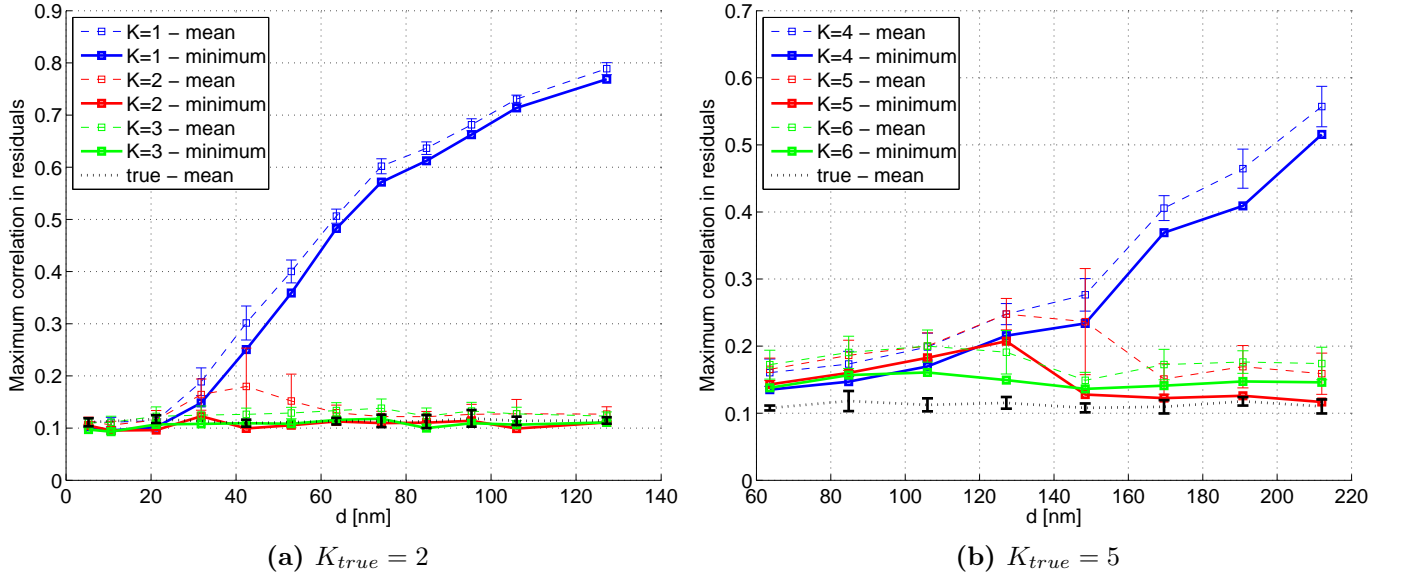 0.9
0.8
0.7
0.6
0.5
0.4
0.3
0.2
0.1
0
Maximum correlation in residuals
K=1 − mean
K=1 − minimum
K=2 − mean
K=2 − minimum
K=3 − mean
K=3 − minimum
true − mean
0 20 40 60 80 100 120 140
d [nm]
(a) K_true = 2
0.7
0.6
0.5
0.4
0.3
0.2
0.1
0
Maximum correlation in residuals
K=4 − mean
K=4 − minimum
K=5 − mean
K=5 − minimum
K=6 − mean
K=6 − minimum
true − mean
60 80 100 120 140 160 180 200 220
d [nm]
(b) K_true = 5